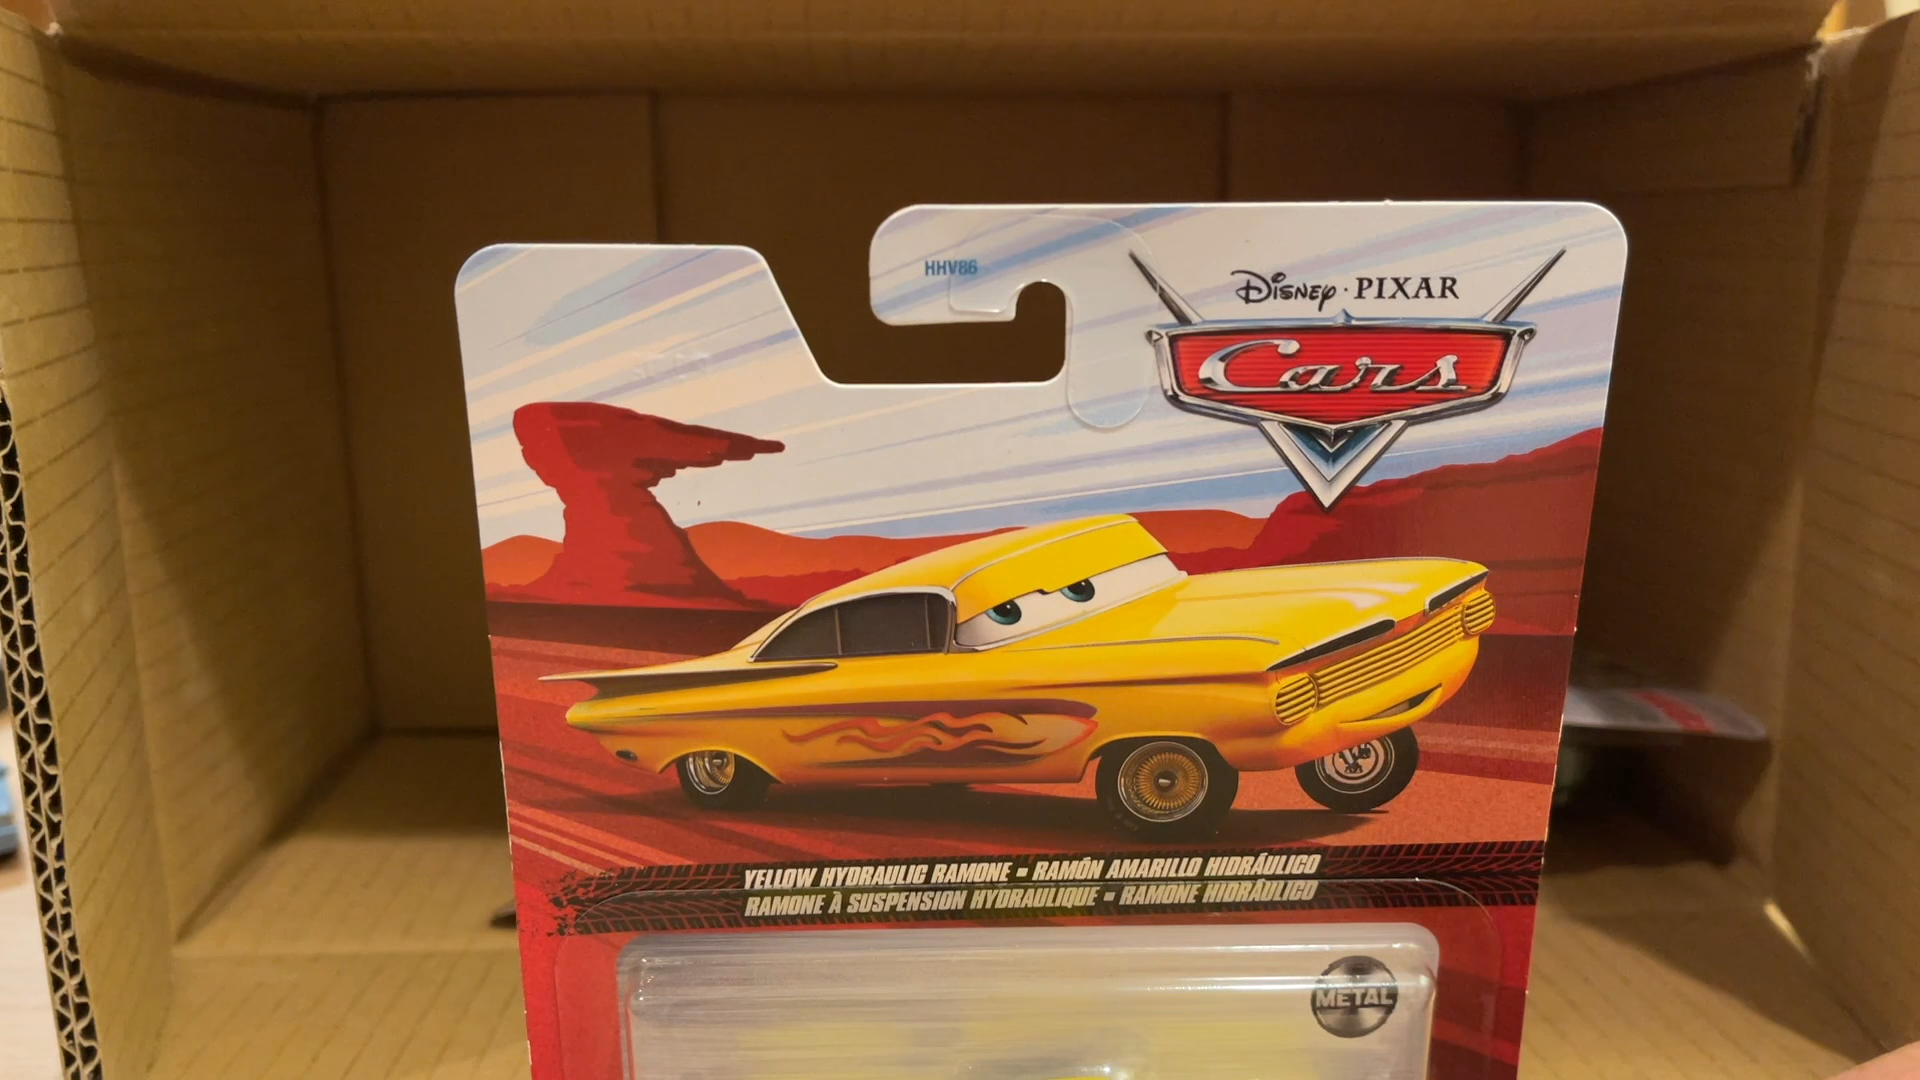 HHV86
Disney · PIXAR
Cars
YELLOW HYDRAULIC RAMONE ▪ RAMÓN AMARILLO HIDRÁULICO
RAMONE À SUSPENSION HYDRAULIQUE ▪ RAMONE HIDRÁULICO
METAL